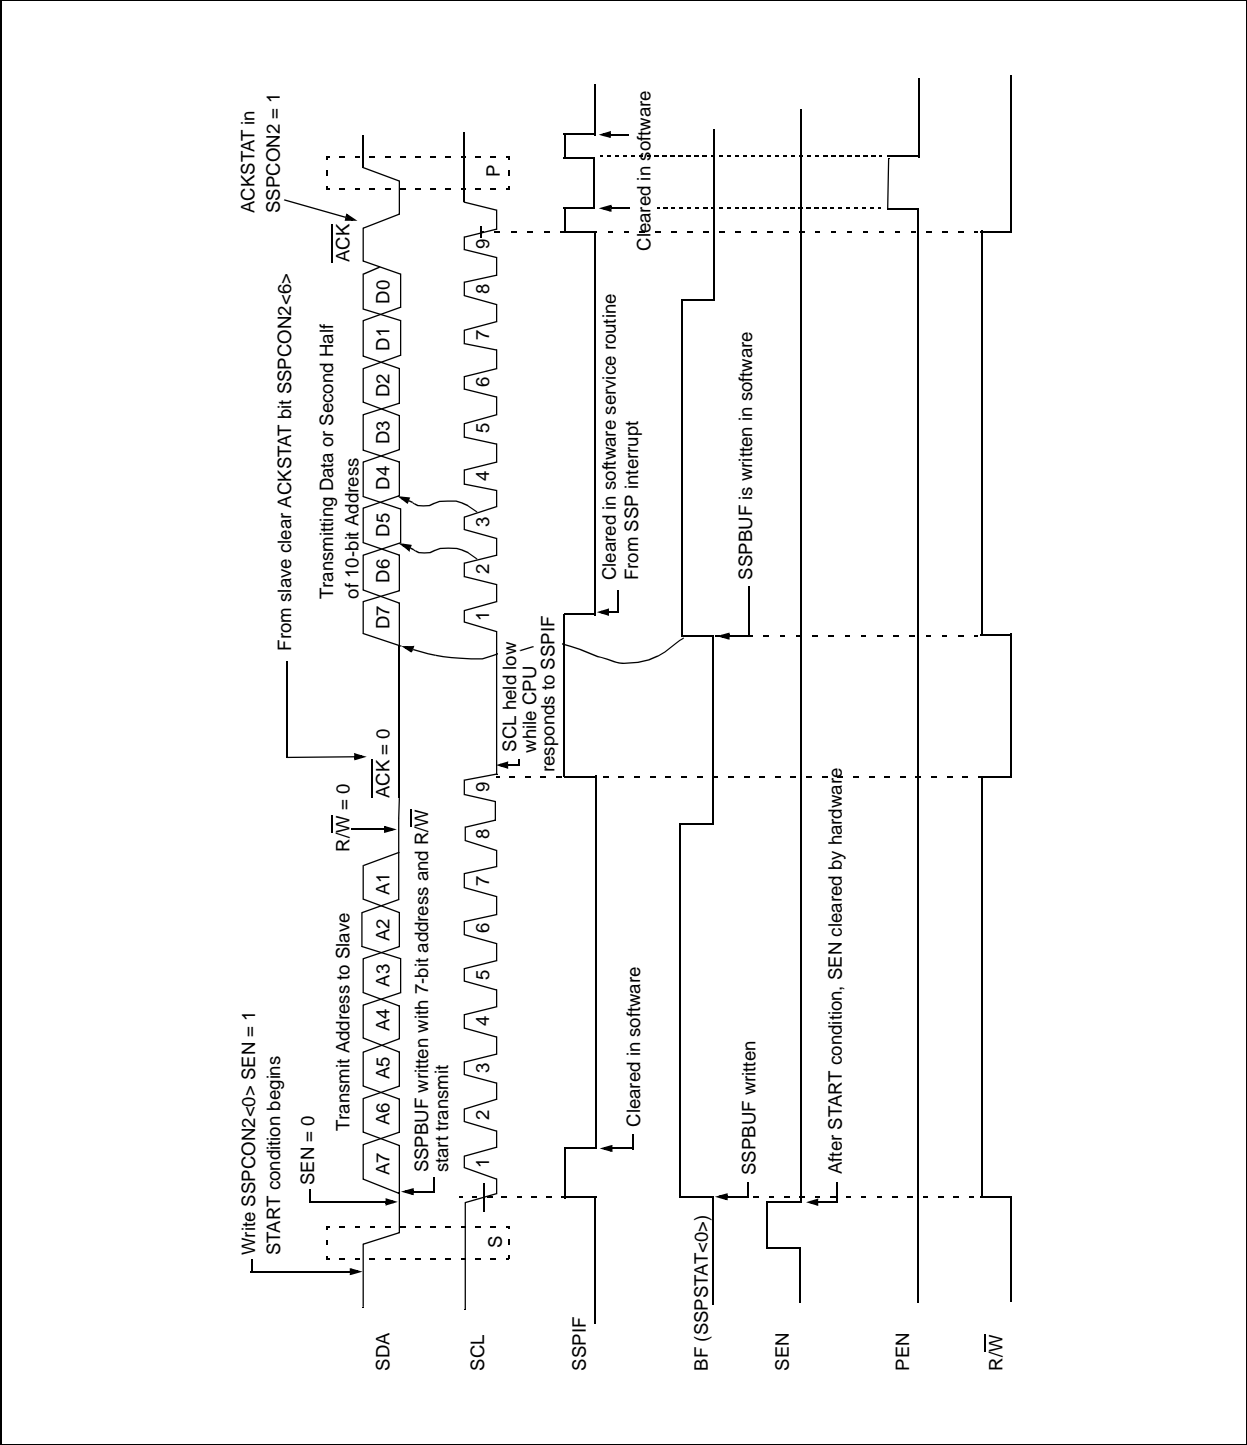 Write SSPCON2<0> SEN = 1
START condition begins
From slave clear ACKSTAT bit SSPCON2<6>
ACKSTAT in
SSPCON2 = 1
SEN = 0
Transmit Address to Slave
R/W = 0
ACK = 0
Transmitting Data or Second Half
of 10-bit Address
ACK
SDA
A7
A6
A5
A4
A3
A2
A1
D7
D6
D5
D4
D3
D2
D1
D0
SSPBUF written with 7-bit address and R/W
start transmit
SCL
S
1
2
3
4
5
6
7
8
9
1
2
3
4
5
6
7
8
9
P
SCL held low
while CPU
responds to SSPIF
SSPIF
Cleared in software
Cleared in software service routine
From SSP interrupt
Cleared in software
BF (SSPSTAT<0>)
SSPBUF written
SSPBUF is written in software
SEN
After START condition, SEN cleared by hardware
PEN
R/W